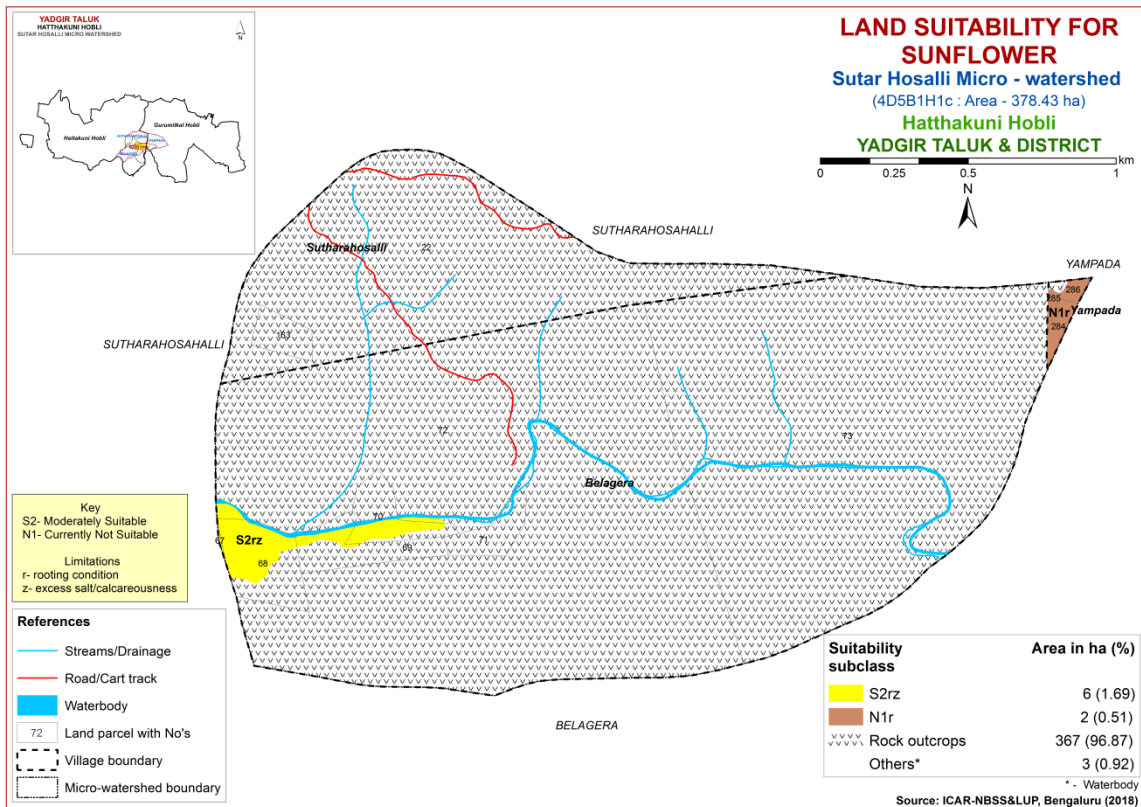 YADGIR TALUK
HATTHAKUNI HOBLI
SUTAR HOSALLI MICRO WATERSHED
N
Hattakuni Hobli
Gurumitkal Hobli
LAND SUITABILITY FOR
SUNFLOWER
Sutar Hosalli Micro - watershed
(4D5B1H1c : Area - 378.43 ha)
Hatthakuni Hobli
YADGIR TALUK & DISTRICT
km
0 0.25 0.5 1
N
SUTHARAHOSAHALLI
Sutharahosalli
22
YAMPADA
286
285
N1r
Yampada
284
163
SUTHARAHOSAHALLI
72
73
Belagera
70
67
S2rz
69
71
68
BELAGERA
Key
S2- Moderately Suitable
N1- Currently Not Suitable
Limitations
r- rooting condition
z- excess salt/calcareousness
References
Streams/Drainage
Road/Cart track
Waterbody
72 Land parcel with No's
Village boundary
Micro-watershed boundary
Suitability
subclass
Area in ha (%)
S2rz 6 (1.69)
N1r 2 (0.51)
Rock outcrops 367 (96.87)
Others* 3 (0.92)
* - Waterbody
Source: ICAR-NBSS&LUP, Bengaluru (2018)